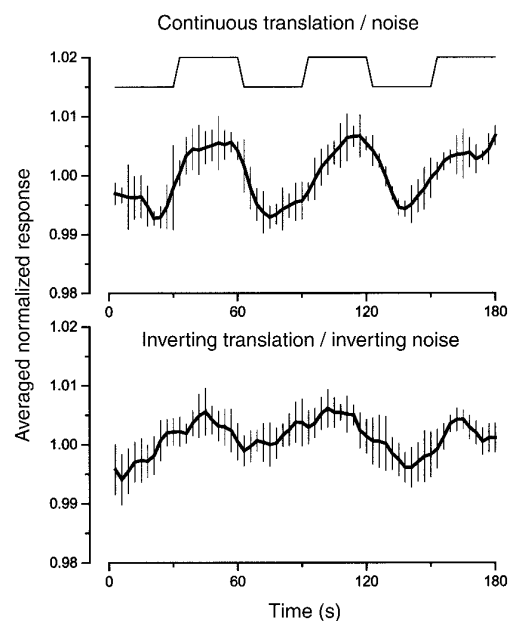 Continuous translation / noise
1.02
1.01
1.00
0.99
0.98
0 60 120 180
Inverting translation / inverting noise
1.02
1.01
1.00
0.99
0.98
0 60 120 180
Time (s)
Averaged normalized response